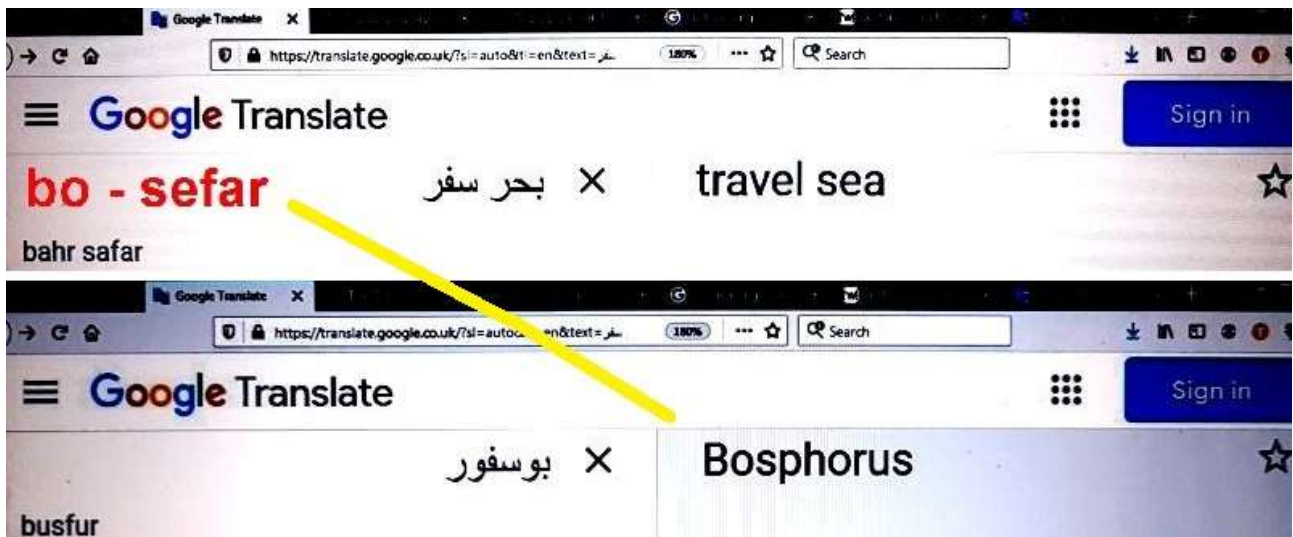 Google Translate X
https://translate.google.co.uk/?sl=auto&tl=en&text=سفر 180% ... Search
Google Translate Sign in
bo - sefar بحر سفر × travel sea
bahr safar
Google Translate X
https://translate.google.co.uk/?sl=auto en&text=سفر 180% ... Search
Google Translate Sign in
بوسفور × Bosphorus
busfur